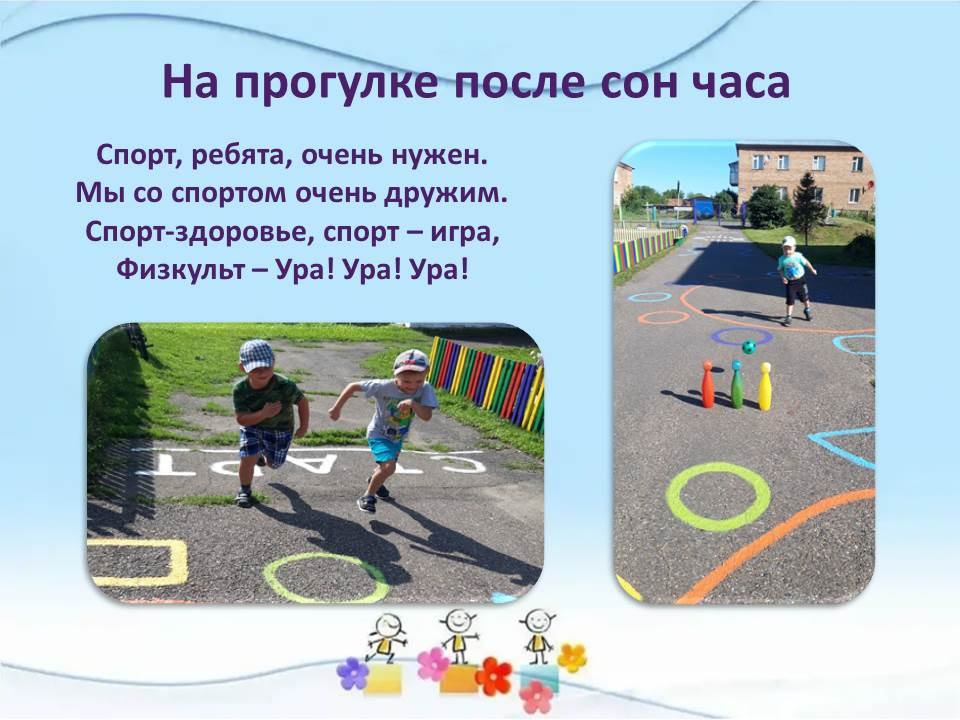 На прогулке после сон часа
Спорт, ребята, очень нужен.
Мы со спортом очень дружим.
Спорт-здоровье, спорт – игра,
Физкульт – Ура! Ура! Ура!
СТАРТ